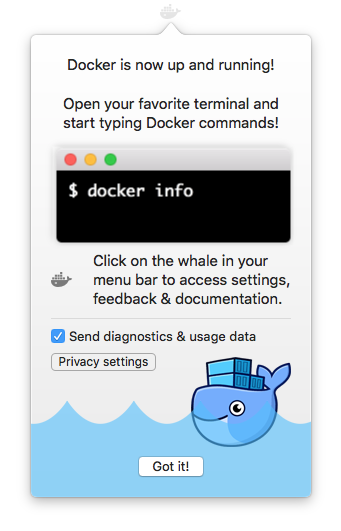 Docker is now up and running!
Open your favorite terminal and
start typing Docker commands!
$ docker info
Click on the whale in your
menu bar to access settings,
feedback & documentation.
Send diagnostics & usage data
Privacy settings
Got it!